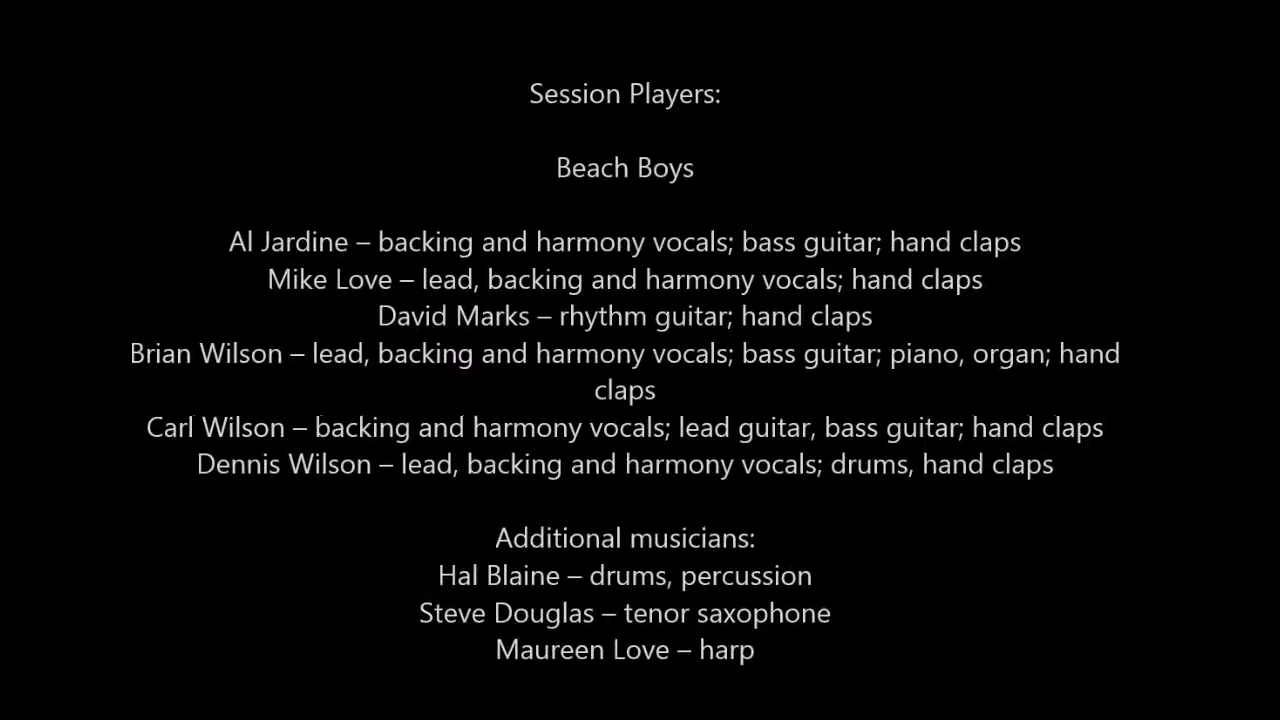 Session Players:
Beach Boys
Al Jardine – backing and harmony vocals; bass guitar; hand claps
Mike Love – lead, backing and harmony vocals; hand claps
David Marks – rhythm guitar; hand claps
Brian Wilson – lead, backing and harmony vocals; bass guitar; piano, organ; hand
claps
Carl Wilson – backing and harmony vocals; lead guitar, bass guitar; hand claps
Dennis Wilson – lead, backing and harmony vocals; drums, hand claps
Additional musicians:
Hal Blaine – drums, percussion
Steve Douglas – tenor saxophone
Maureen Love – harp